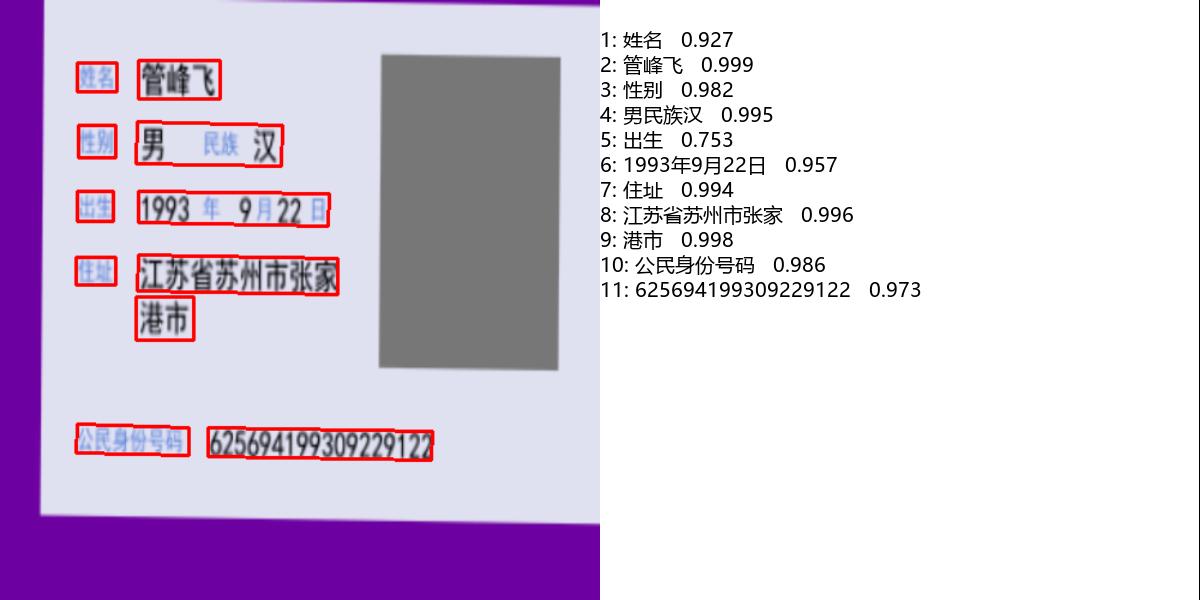 姓名 管峰飞
性别 男 民族 汉
出生 1993 年 9 月 22 日
住址 江苏省苏州市张家
港市
公民身份号码 625694199309229122
1: 姓名 0.927
2: 管峰飞 0.999
3: 性别 0.982
4: 男民族汉 0.995
5: 出生 0.753
6: 1993年9月22日 0.957
7: 住址 0.994
8: 江苏省苏州市张家 0.996
9: 港市 0.998
10: 公民身份号码 0.986
11: 625694199309229122 0.973